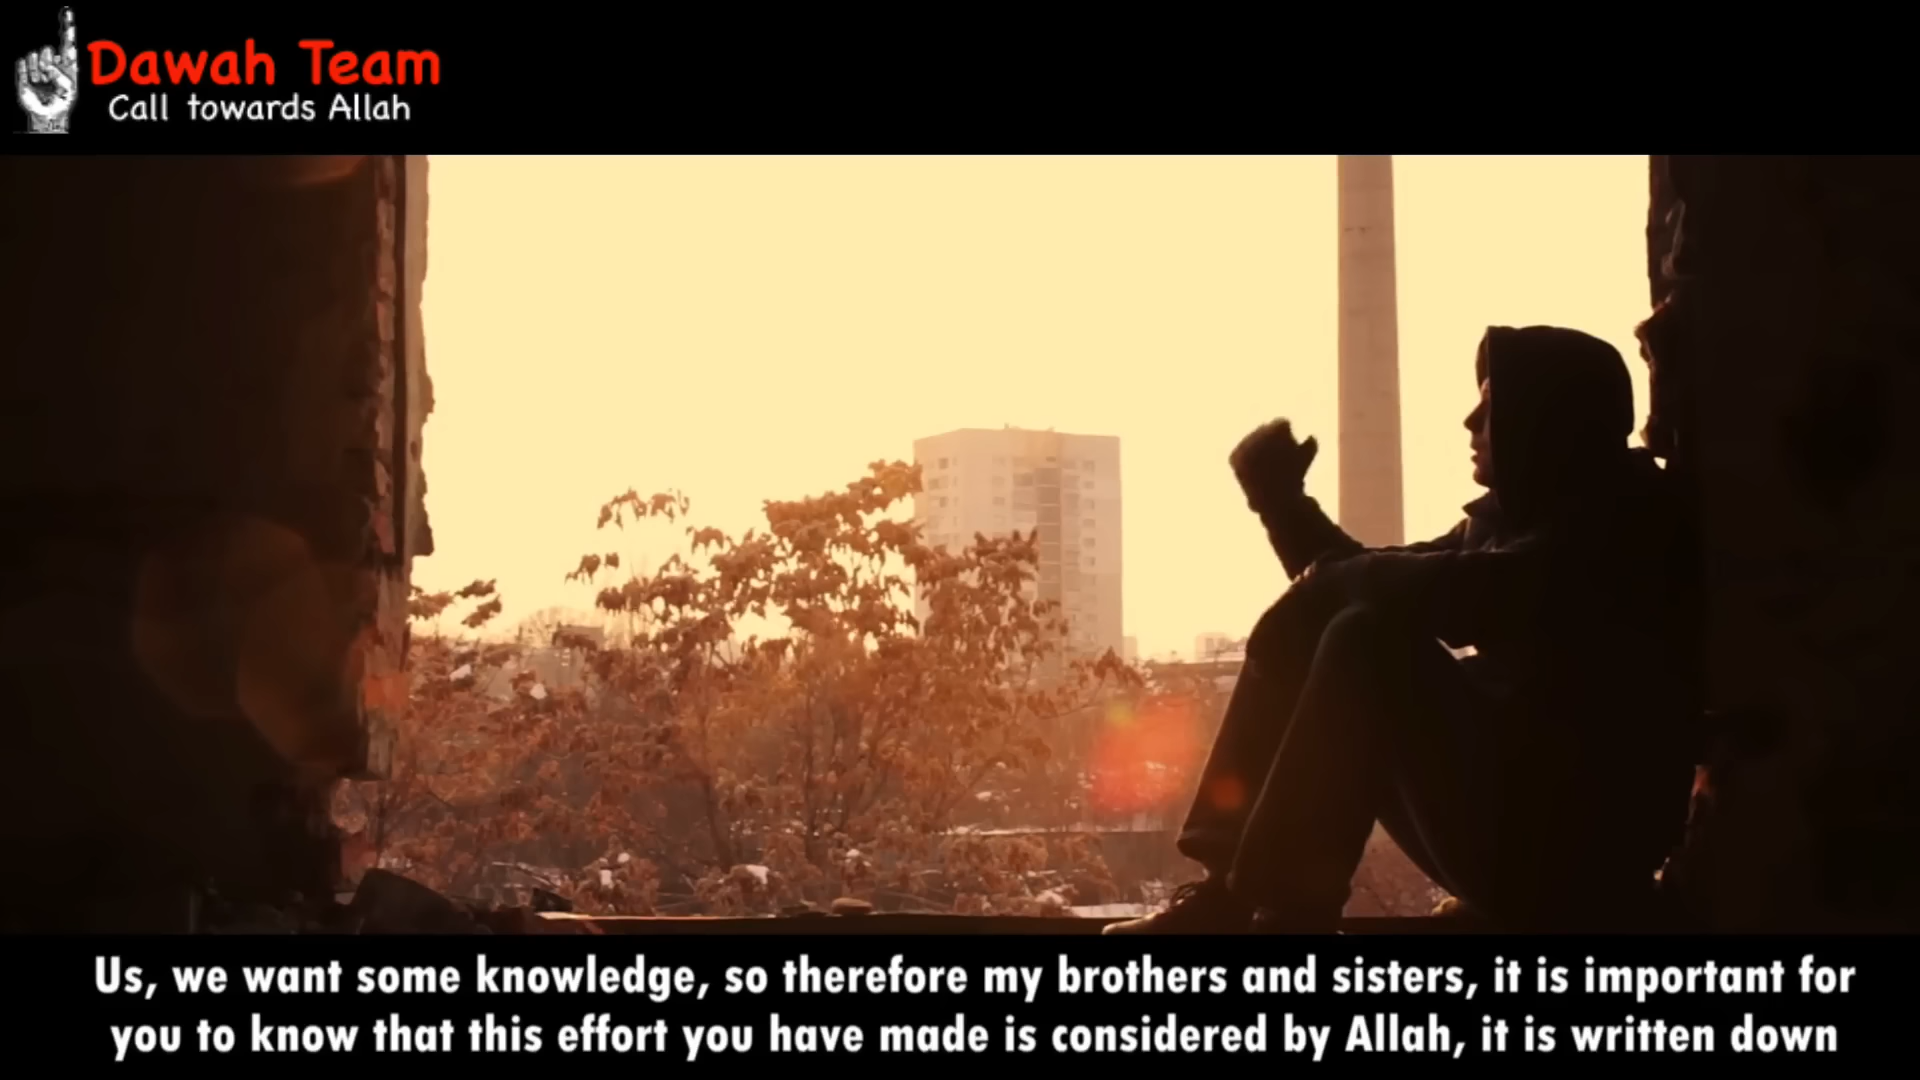 Dawah Team
Call towards Allah
Us, we want some knowledge, so therefore my brothers and sisters, it is important for
you to know that this effort you have made is considered by Allah, it is written down